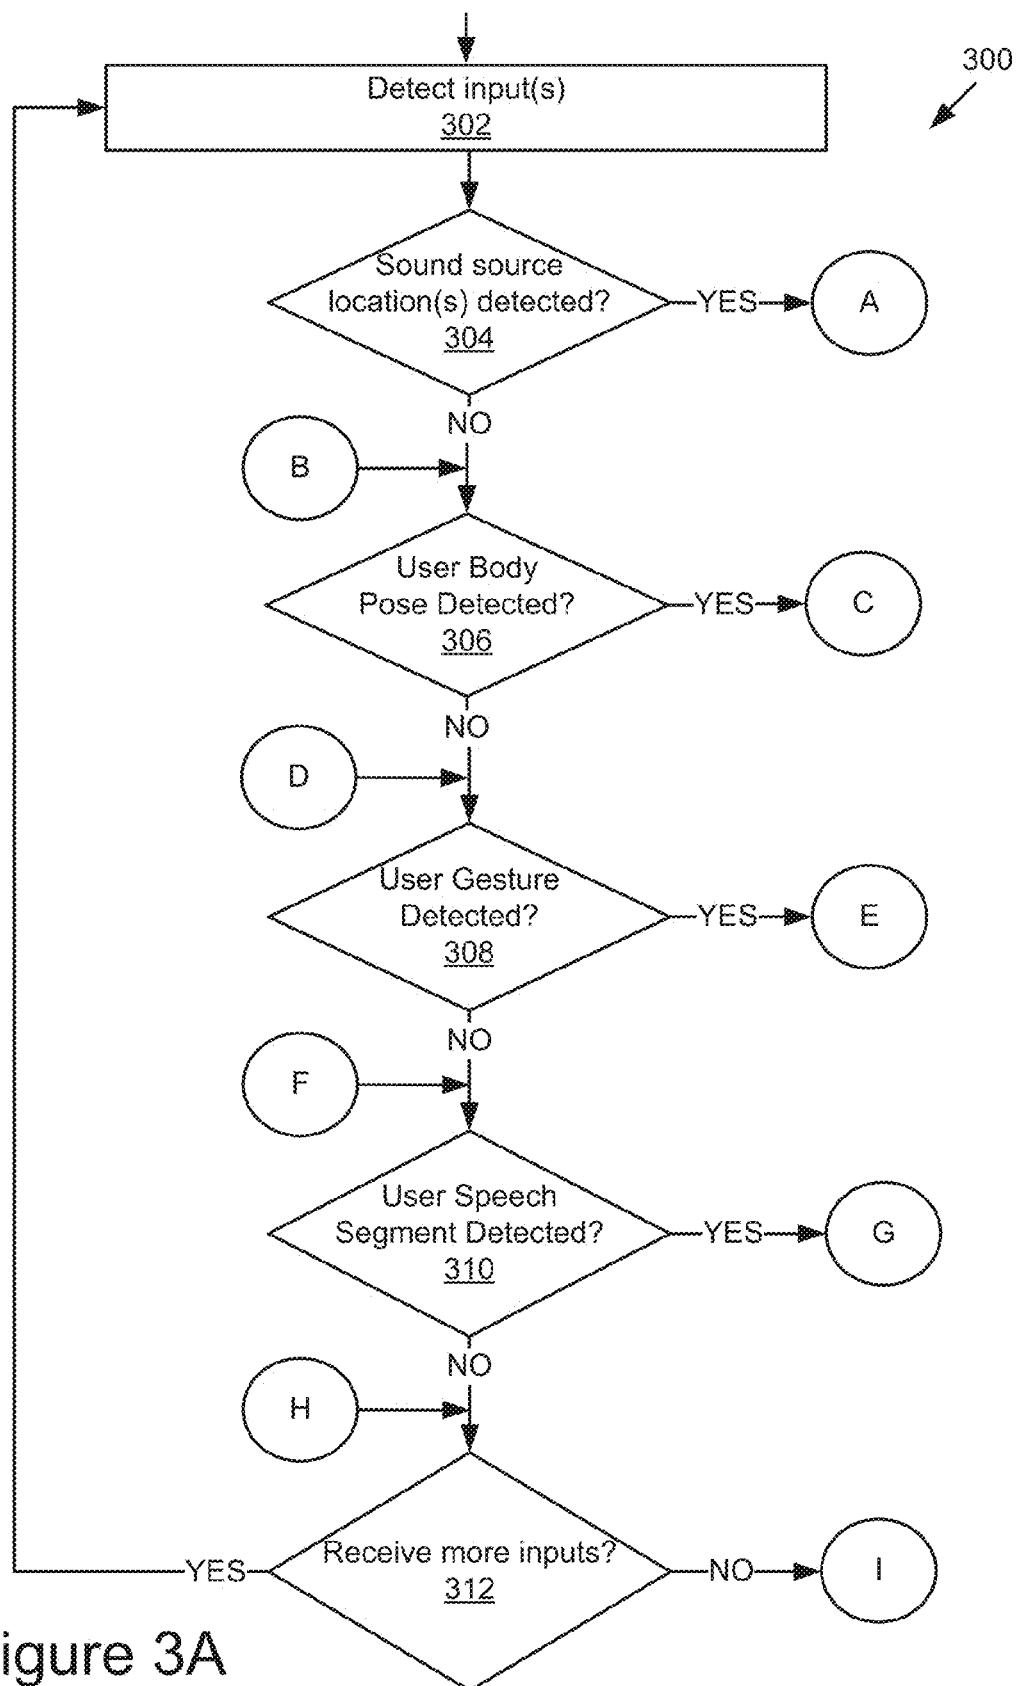 300
Detect input(s)
302
Sound source
location(s) detected?
304
YES
A
NO
B
User Body
Pose Detected?
306
YES
C
NO
D
User Gesture
Detected?
308
YES
E
NO
F
User Speech
Segment Detected?
310
YES
G
NO
H
Receive more inputs?
312
YES
NO
I
igure 3A